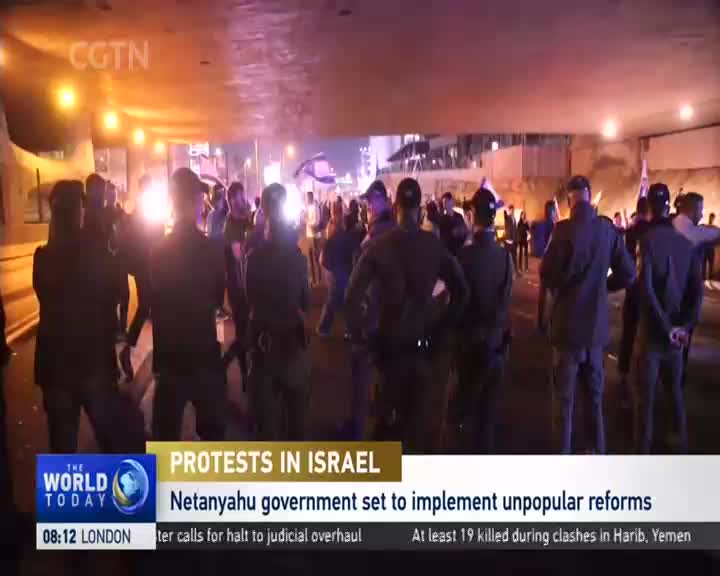 CGTN
PROTESTS IN ISRAEL
THE
WORLD
TODAY
Netanyahu government set to implement unpopular reforms
08:12 LONDON
ter calls for halt to judicial overhaul
At least 19 killed during clashes in Harib, Yemen